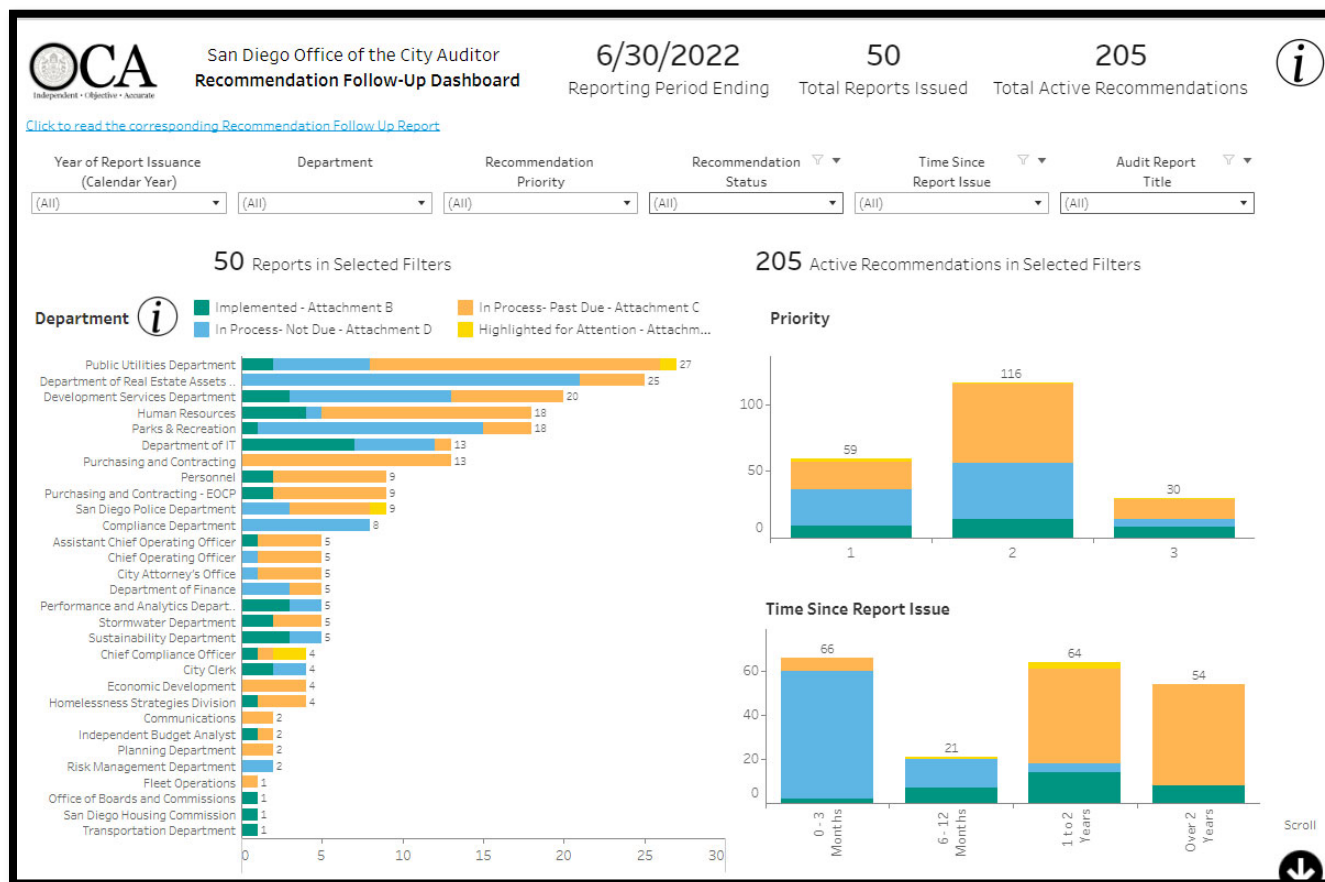 OCA
Independent • Objective • Accurate
San Diego Office of the City Auditor
Recommendation Follow-Up Dashboard
6/30/2022
Reporting Period Ending
50
Total Reports Issued
205
Total Active Recommendations
i
Click to read the corresponding Recommendation Follow Up Report
Year of Report Issuance
(Calendar Year)
(All)
Department
(All)
Recommendation
Priority
(All)
Recommendation
Status
(All)
Time Since
Report Issue
(All)
Audit Report
Title
(All)
50 Reports in Selected Filters
205 Active Recommendations in Selected Filters
Department i
Implemented - Attachment B
In Process- Past Due - Attachment C
In Process- Not Due - Attachment D
Highlighted for Attention - Attachm...
Public Utilities Department 27
Department of Real Estate Assets .. 25
Development Services Department 20
Human Resources 18
Parks & Recreation 18
Department of IT 13
Purchasing and Contracting 13
Personnel 9
Purchasing and Contracting - EOCP 9
San Diego Police Department 9
Compliance Department 8
Assistant Chief Operating Officer 5
Chief Operating Officer 5
City Attorney's Office 5
Department of Finance 5
Performance and Analytics Depart.. 5
Stormwater Department 5
Sustainability Department 5
Chief Compliance Officer 4
City Clerk 4
Economic Development 4
Homelessness Strategies Division 4
Communications 2
Independent Budget Analyst 2
Planning Department 2
Risk Management Department 2
Fleet Operations 1
Office of Boards and Commissions 1
San Diego Housing Commission 1
Transportation Department 1
0 5 10 15 20 25 30
Priority
100
50
0
59
116
30
1 2 3
Time Since Report Issue
60
40
20
0
66
21
64
54
0 - 3
Months
6 - 12
Months
1 to 2
Years
Over 2
Years
Scroll